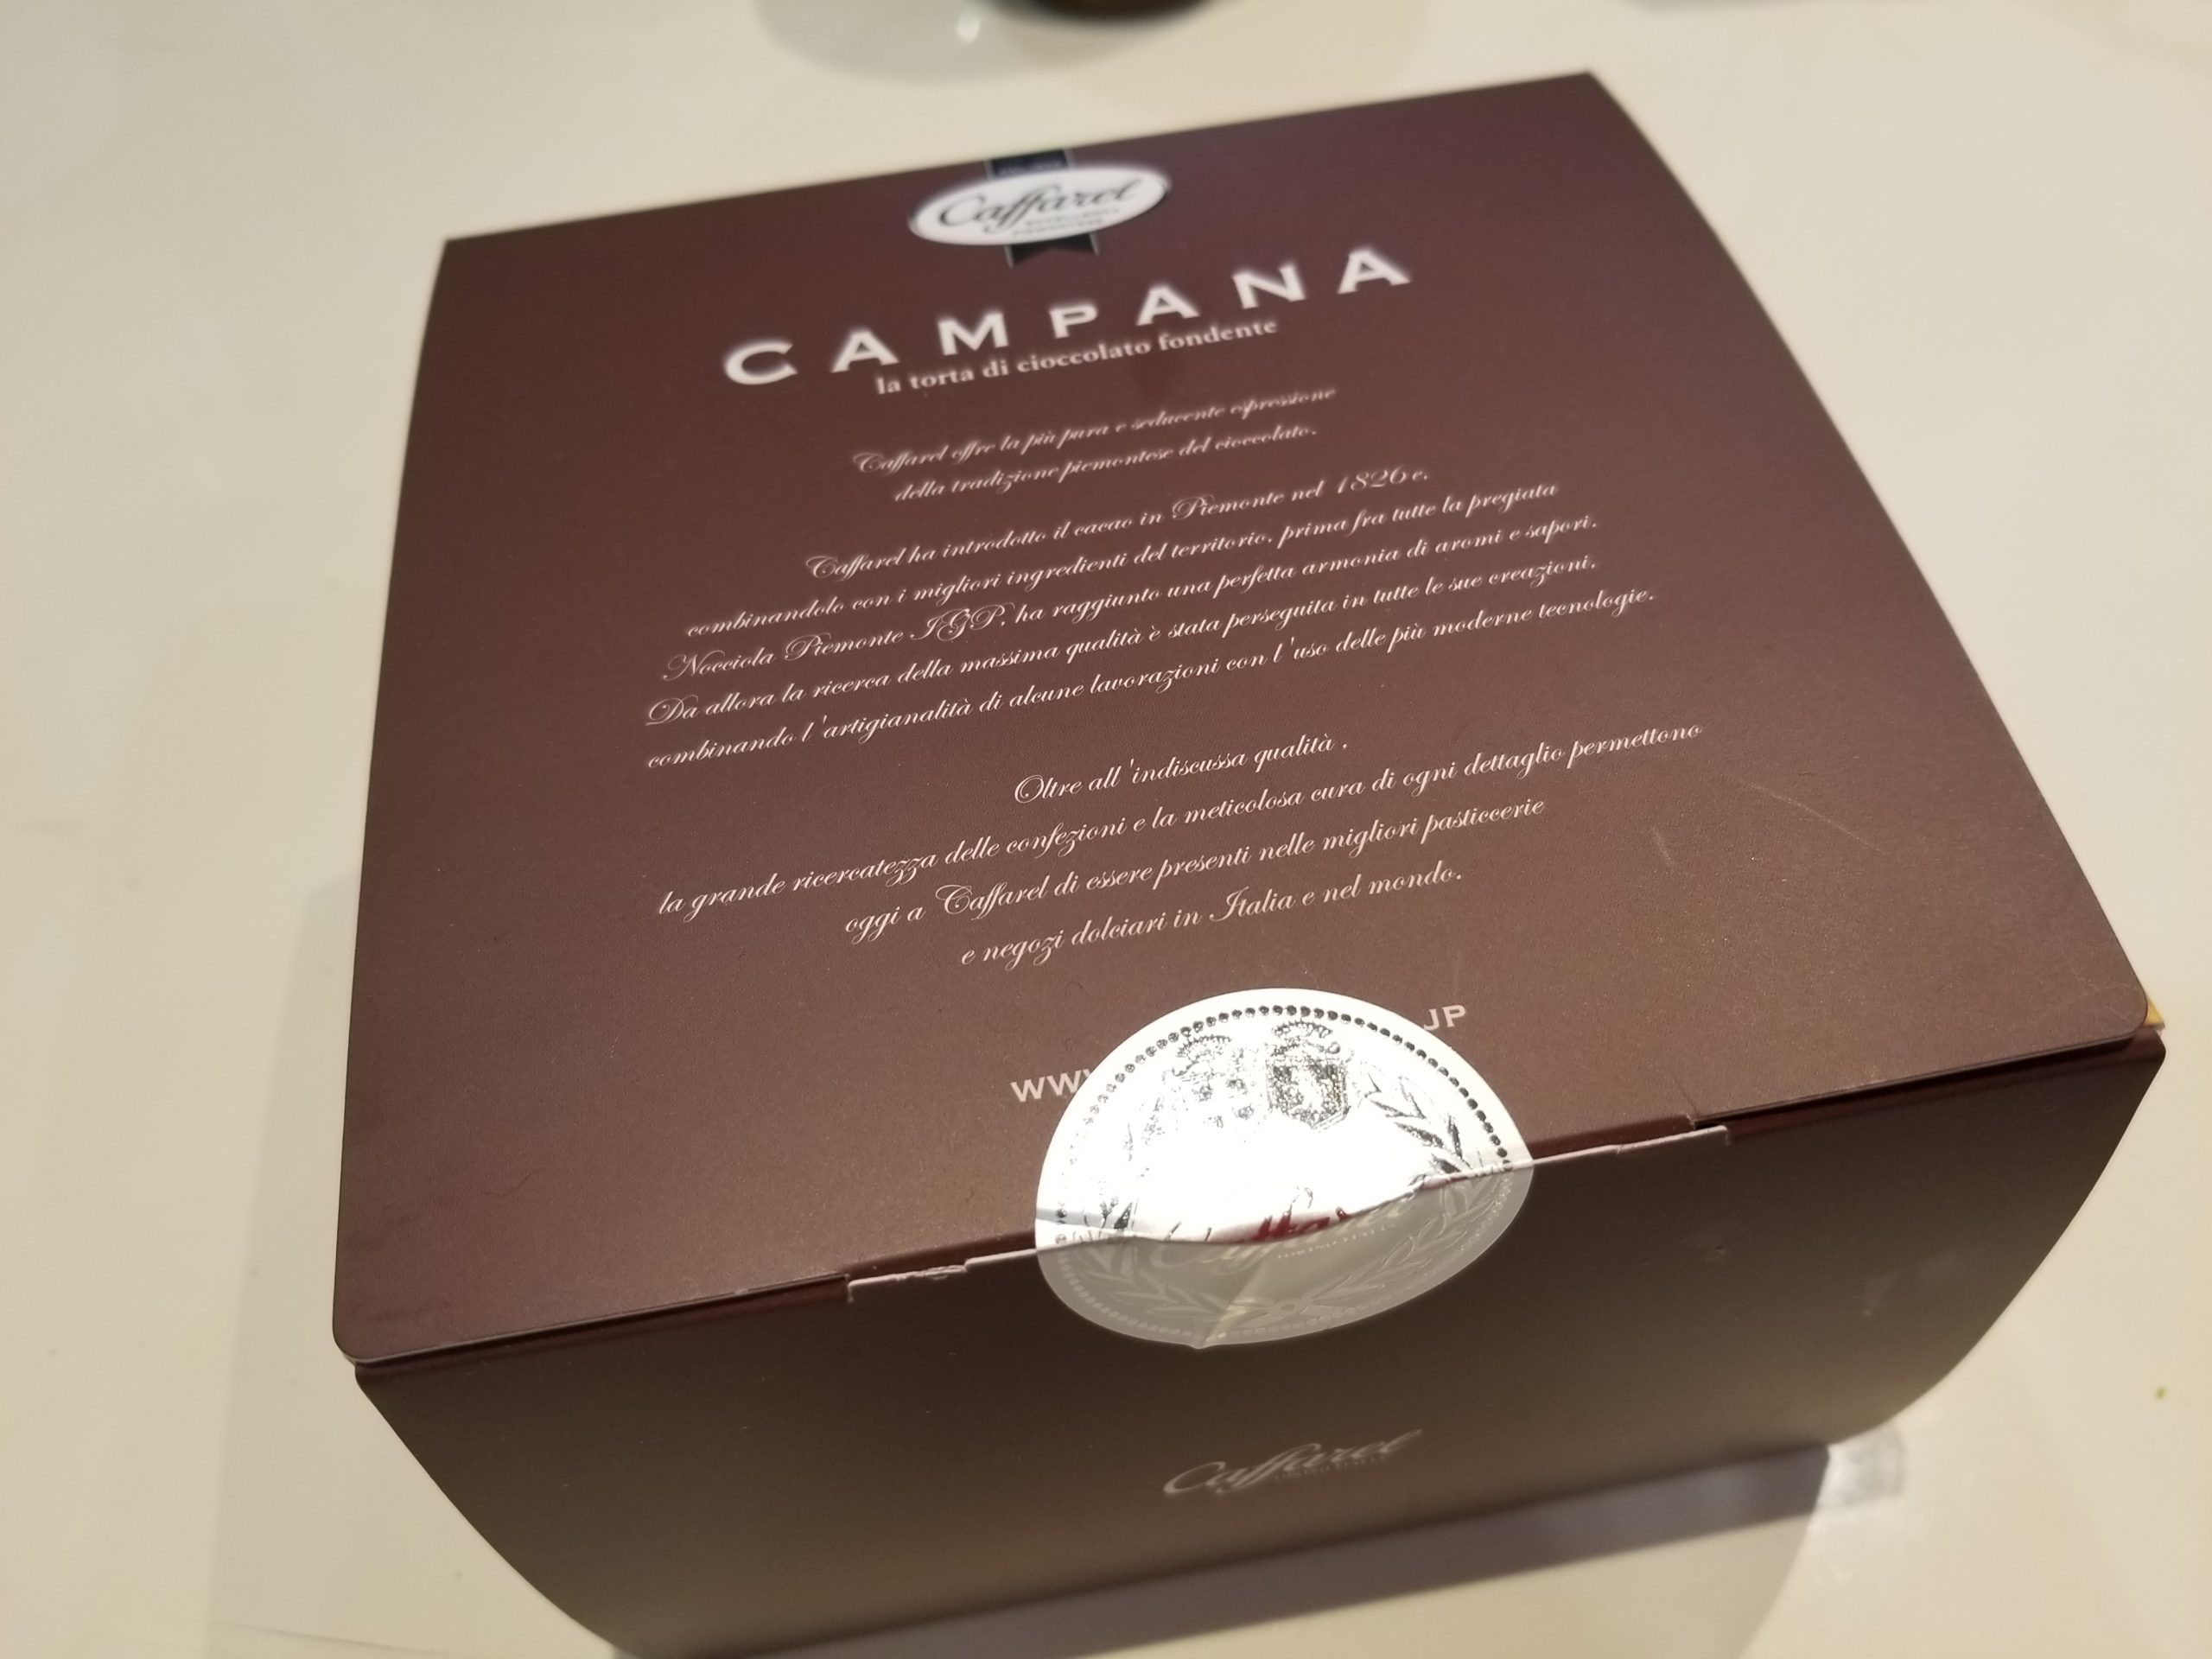 Caffarel
CAMPANA
la torta di cioccolato fondente
Caffarel offre la più pura e seducente espressione
della tradizione piemontese del cioccolato.
Caffarel ha introdotto il cacao in Piemonte nel 1826 e.
combinandolo con i migliori ingredienti del territorio, prima fra tutte la pregiata
Nocciola Piemonte IGP, ha raggiunto una perfetta armonia di aromi e sapori.
Da allora la ricerca della massima qualità è stata perseguita in tutte le sue creazioni,
combinando l'artigianalità di alcune lavorazioni con l'uso delle più moderne tecnologie.
Oltre all'indiscussa qualità,
la grande ricercatezza delle confezioni e la meticolosa cura di ogni dettaglio permettono
oggi a Caffarel di essere presenti nelle migliori pasticcerie
e negozi dolciari in Italia e nel mondo.
WWW JP
Caffarel
Caffarel